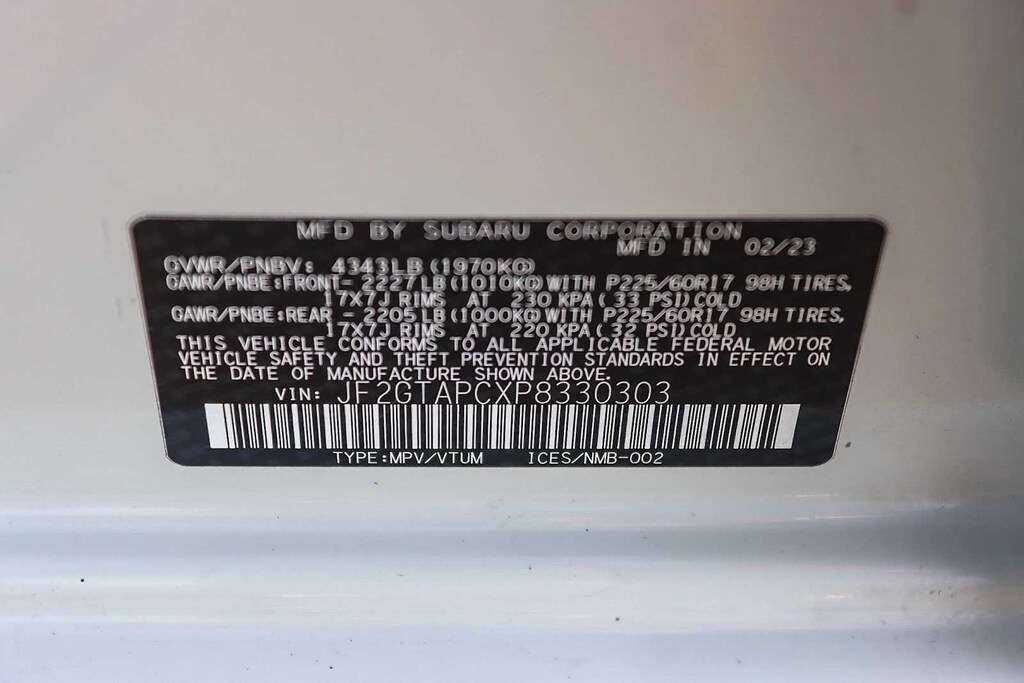 MFD BY SUBARU CORPORATION
MFD IN 02/23
GVWR/PNBV: 4343LB (1970KG)
GAWR/PNBE:FRONT- 2227LB (1010KG) WITH P225/60R17 98H TIRES,
17X7J RIMS AT 230 KPA( 33 PSI) COLD
GAWR/PNBE:REAR - 2205LB (1000KG) WITH P225/60R17 98H TIRES,
17X7J RIMS AT 220 KPA( 32 PSI) COLD
THIS VEHICLE CONFORMS TO ALL APPLICABLE FEDERAL MOTOR
VEHICLE SAFETY AND THEFT PREVENTION STANDARDS IN EFFECT ON
THE DATE OF MANUFACTURE SHOWN ABOVE.
VIN: JF2GTAPCXP8330303
TYPE:MPV/VTUM ICES/NMB-002